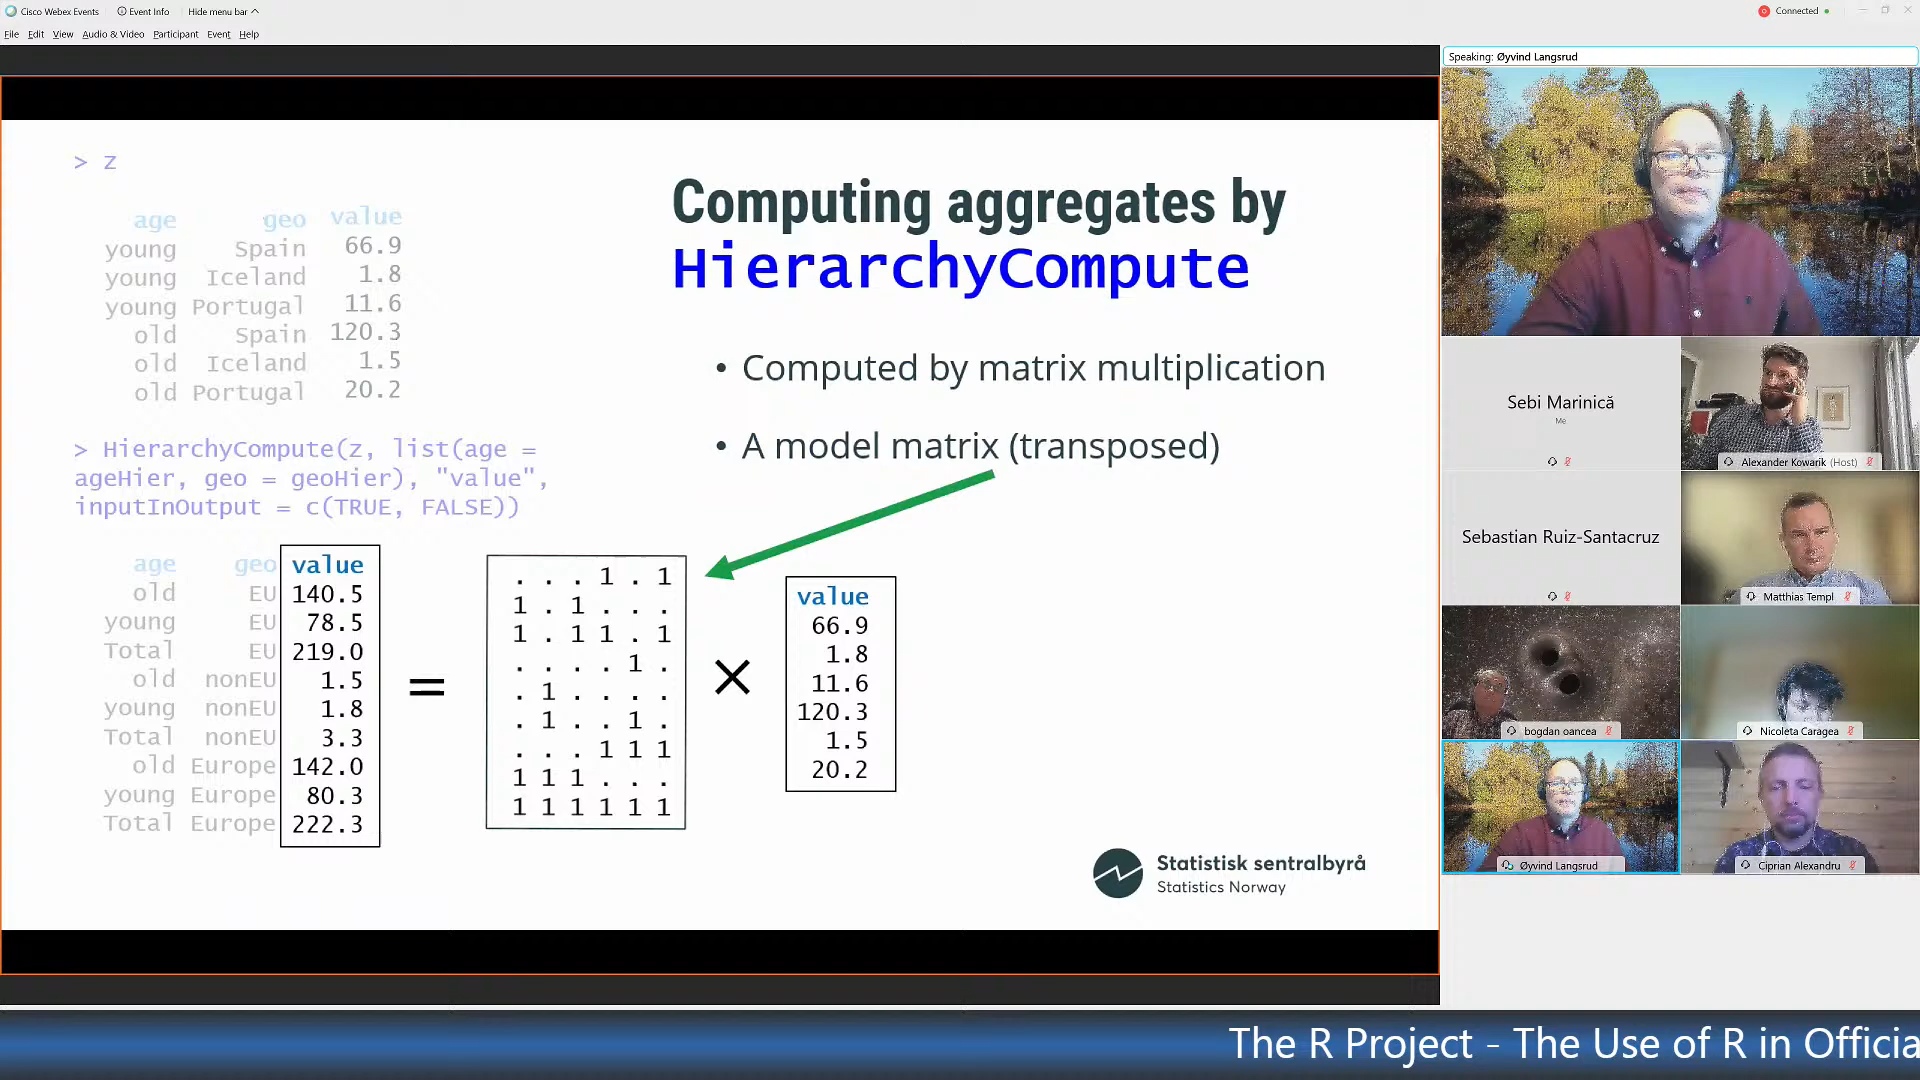 Cisco Webex Events
Event Info
Hide menu bar
Connected
File Edit View Audio & Video Participant Event Help
Speaking: Øyvind Langsrud
> z
age geo value
young Spain 66.9
young Iceland 1.8
young Portugal 11.6
old Spain 120.3
old Iceland 1.5
old Portugal 20.2
> HierarchyCompute(z, list(age =
ageHier, geo = geoHier), "value",
inputInOutput = c(TRUE, FALSE))
age geo value
old EU 140.5
young EU 78.5
Total EU 219.0
old nonEU 1.5
young nonEU 1.8
Total nonEU 3.3
old Europe 142.0
young Europe 80.3
Total Europe 222.3
=
. . . 1 . 1
1 . 1 . . .
1 . 1 1 . 1
. . . . 1 .
. 1 . . . .
. 1 . . 1 .
. . . 1 1 1
1 1 1 . . .
1 1 1 1 1 1
×
value
66.9
1.8
11.6
120.3
1.5
20.2
Computing aggregates by
HierarchyCompute
• Computed by matrix multiplication
• A model matrix (transposed)
Statistisk sentralbyrå
Statistics Norway
Sebi Marinică
Me
Alexander Kowarik (Host)
Sebastian Ruiz-Santacruz
Matthias Templ
bogdan oancea
Nicoleta Caragea
Øyvind Langsrud
Ciprian Alexandru
The R Project - The Use of R in Officia